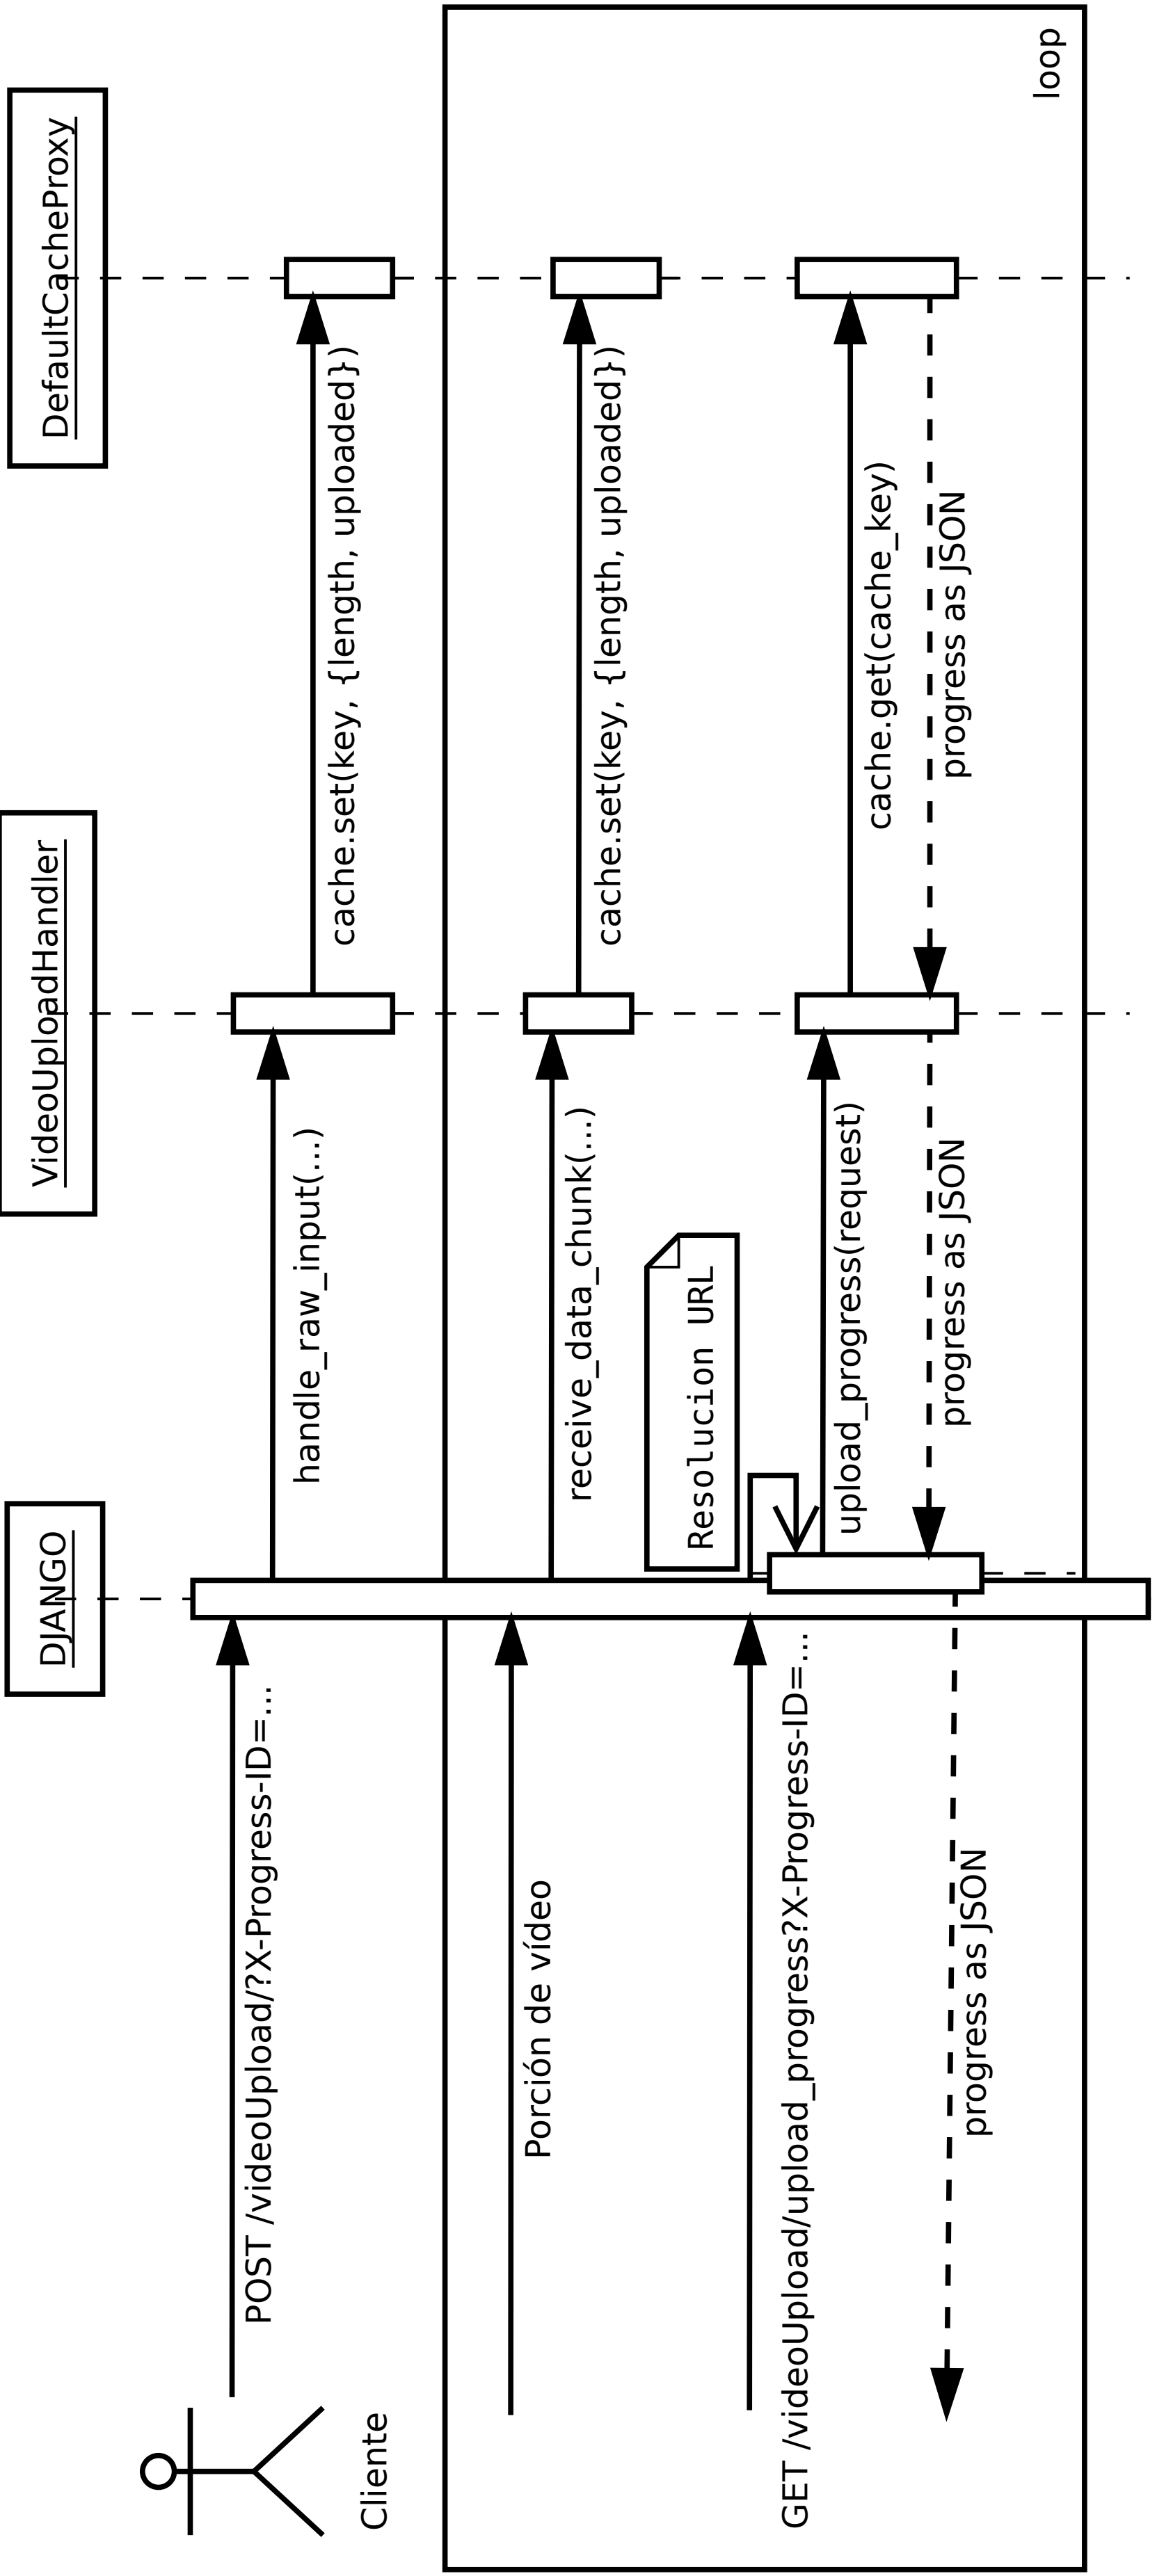 Cliente
DJANGO
VideoUploadHandler
DefaultCacheProxy
POST /videoUpload/?X-Progress-ID=...
handle_raw_input(...)
cache.set(key, {length, uploaded})
loop
Porción de vídeo
receive_data_chunk(...)
cache.set(key, {length, uploaded})
Resolucion URL
GET /videoUpload/upload_progress?X-Progress-ID=...
upload_progress(request)
cache.get(cache_key)
progress as JSON
progress as JSON
progress as JSON